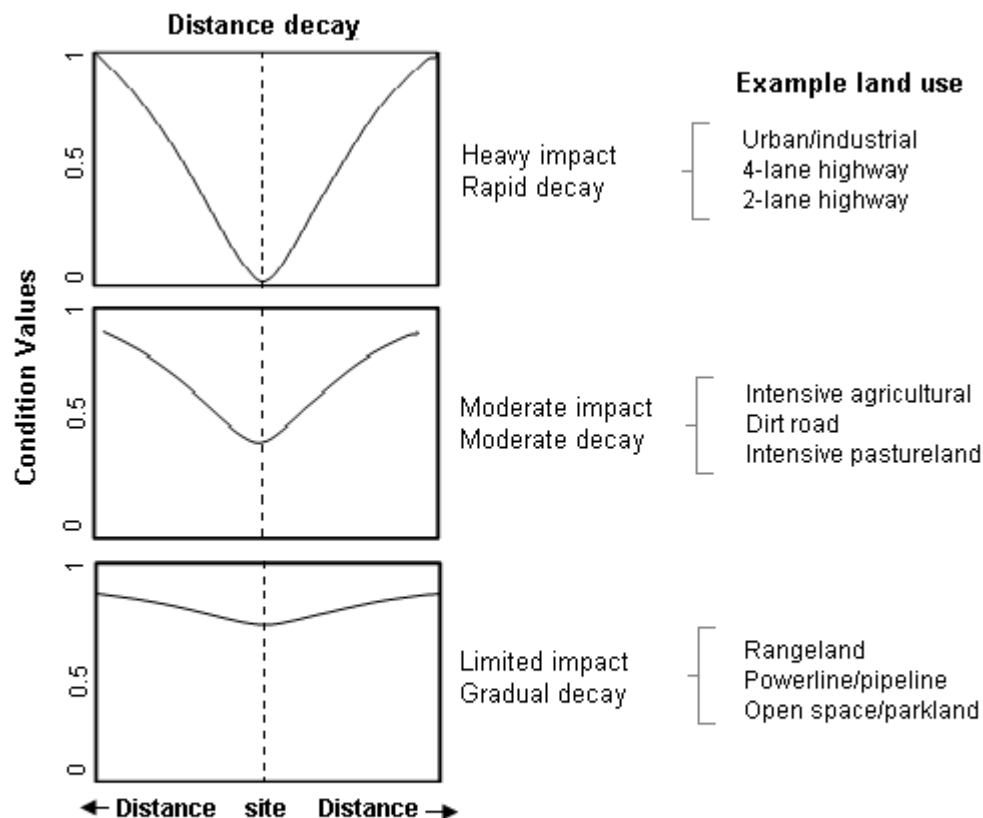 Distance decay
Condition Values
1
0.5
0
Heavy impact
Rapid decay
Example land use
Urban/industrial
4-lane highway
2-lane highway
1
0.5
0
Moderate impact
Moderate decay
Intensive agricultural
Dirt road
Intensive pastureland
1
0.5
0
Limited impact
Gradual decay
Rangeland
Powerline/pipeline
Open space/parkland
← Distance site Distance →